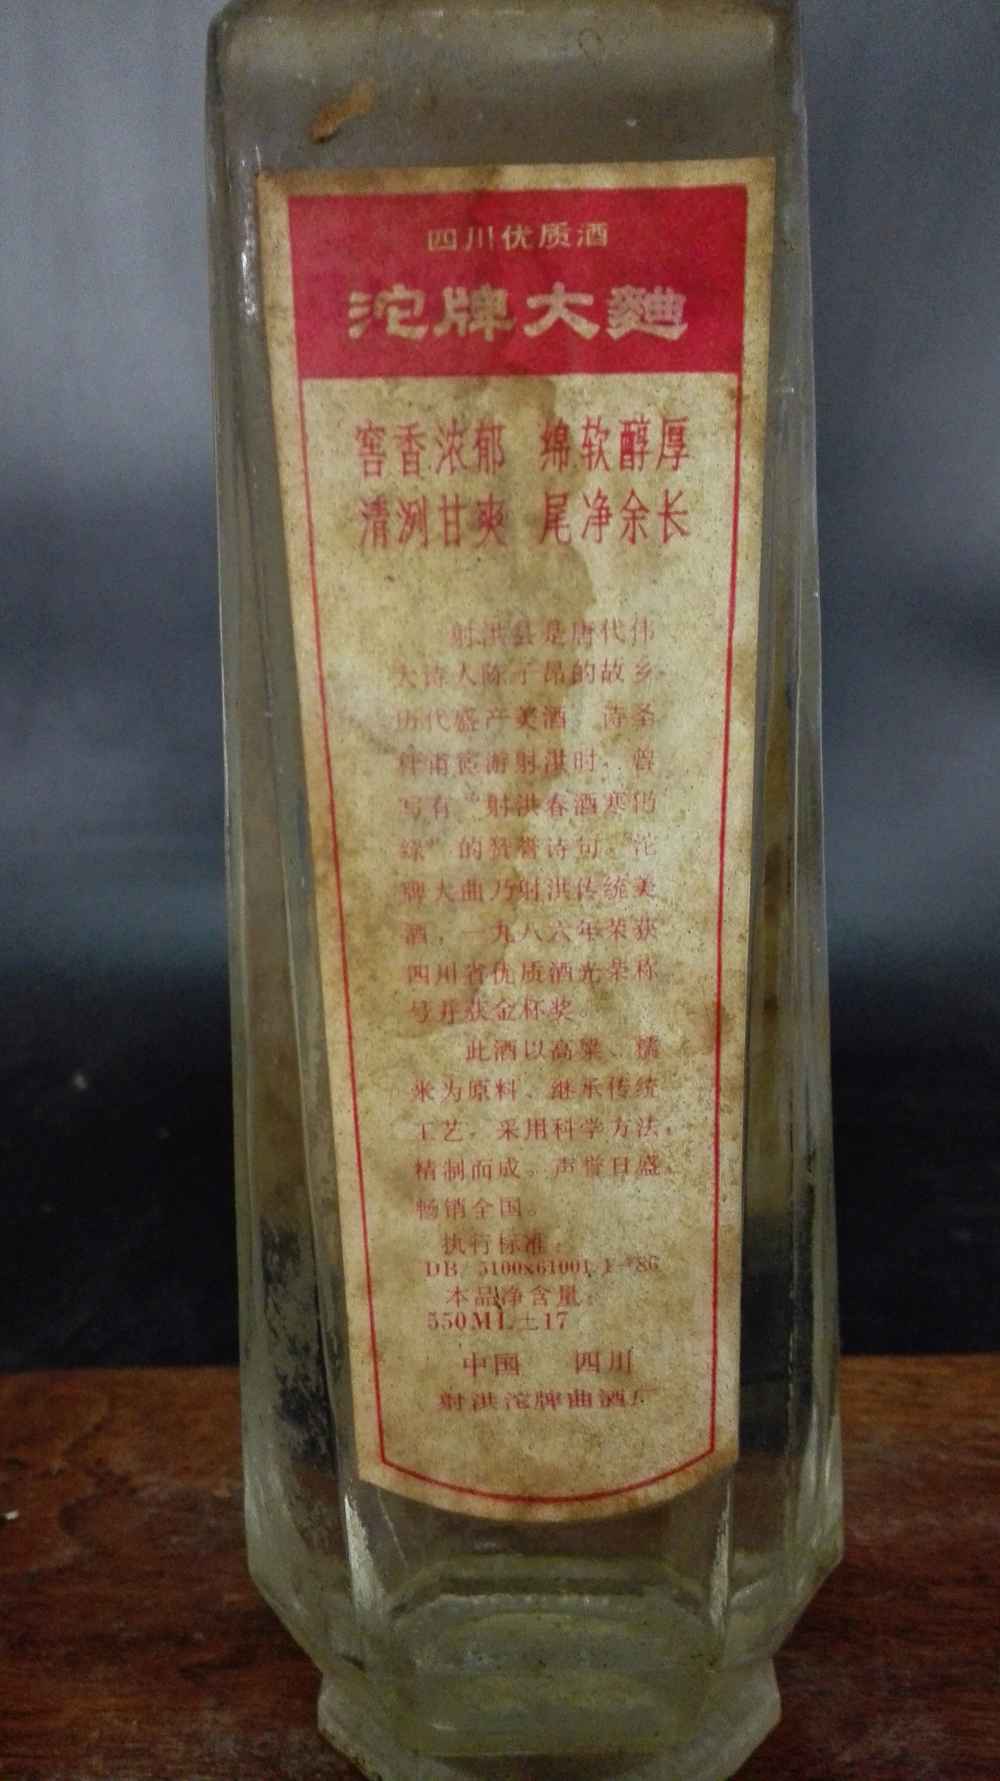 四川优质酒
沱牌大麯
窖香浓郁 绵软醇厚
清洌甘爽 尾净余长
射洪县是唐代伟
大诗人陈子昂的故乡,
历代盛产美酒。诗圣
杜甫宦游射洪时,曾
写有“射洪春酒寒仍
绿”的赞誉诗句。沱
牌大曲乃射洪传统美
酒,一九八六年荣获
四川省优质酒光荣称
号并获金杯奖。
此酒以高粱、糯
米为原料、继承传统
工艺,采用科学方法,
精制而成。声誉日盛,
畅销全国。
执行标准:
DB/5100x61001.1-86
本品净含量:
550ML±17
中国 四川
射洪沱牌曲酒厂